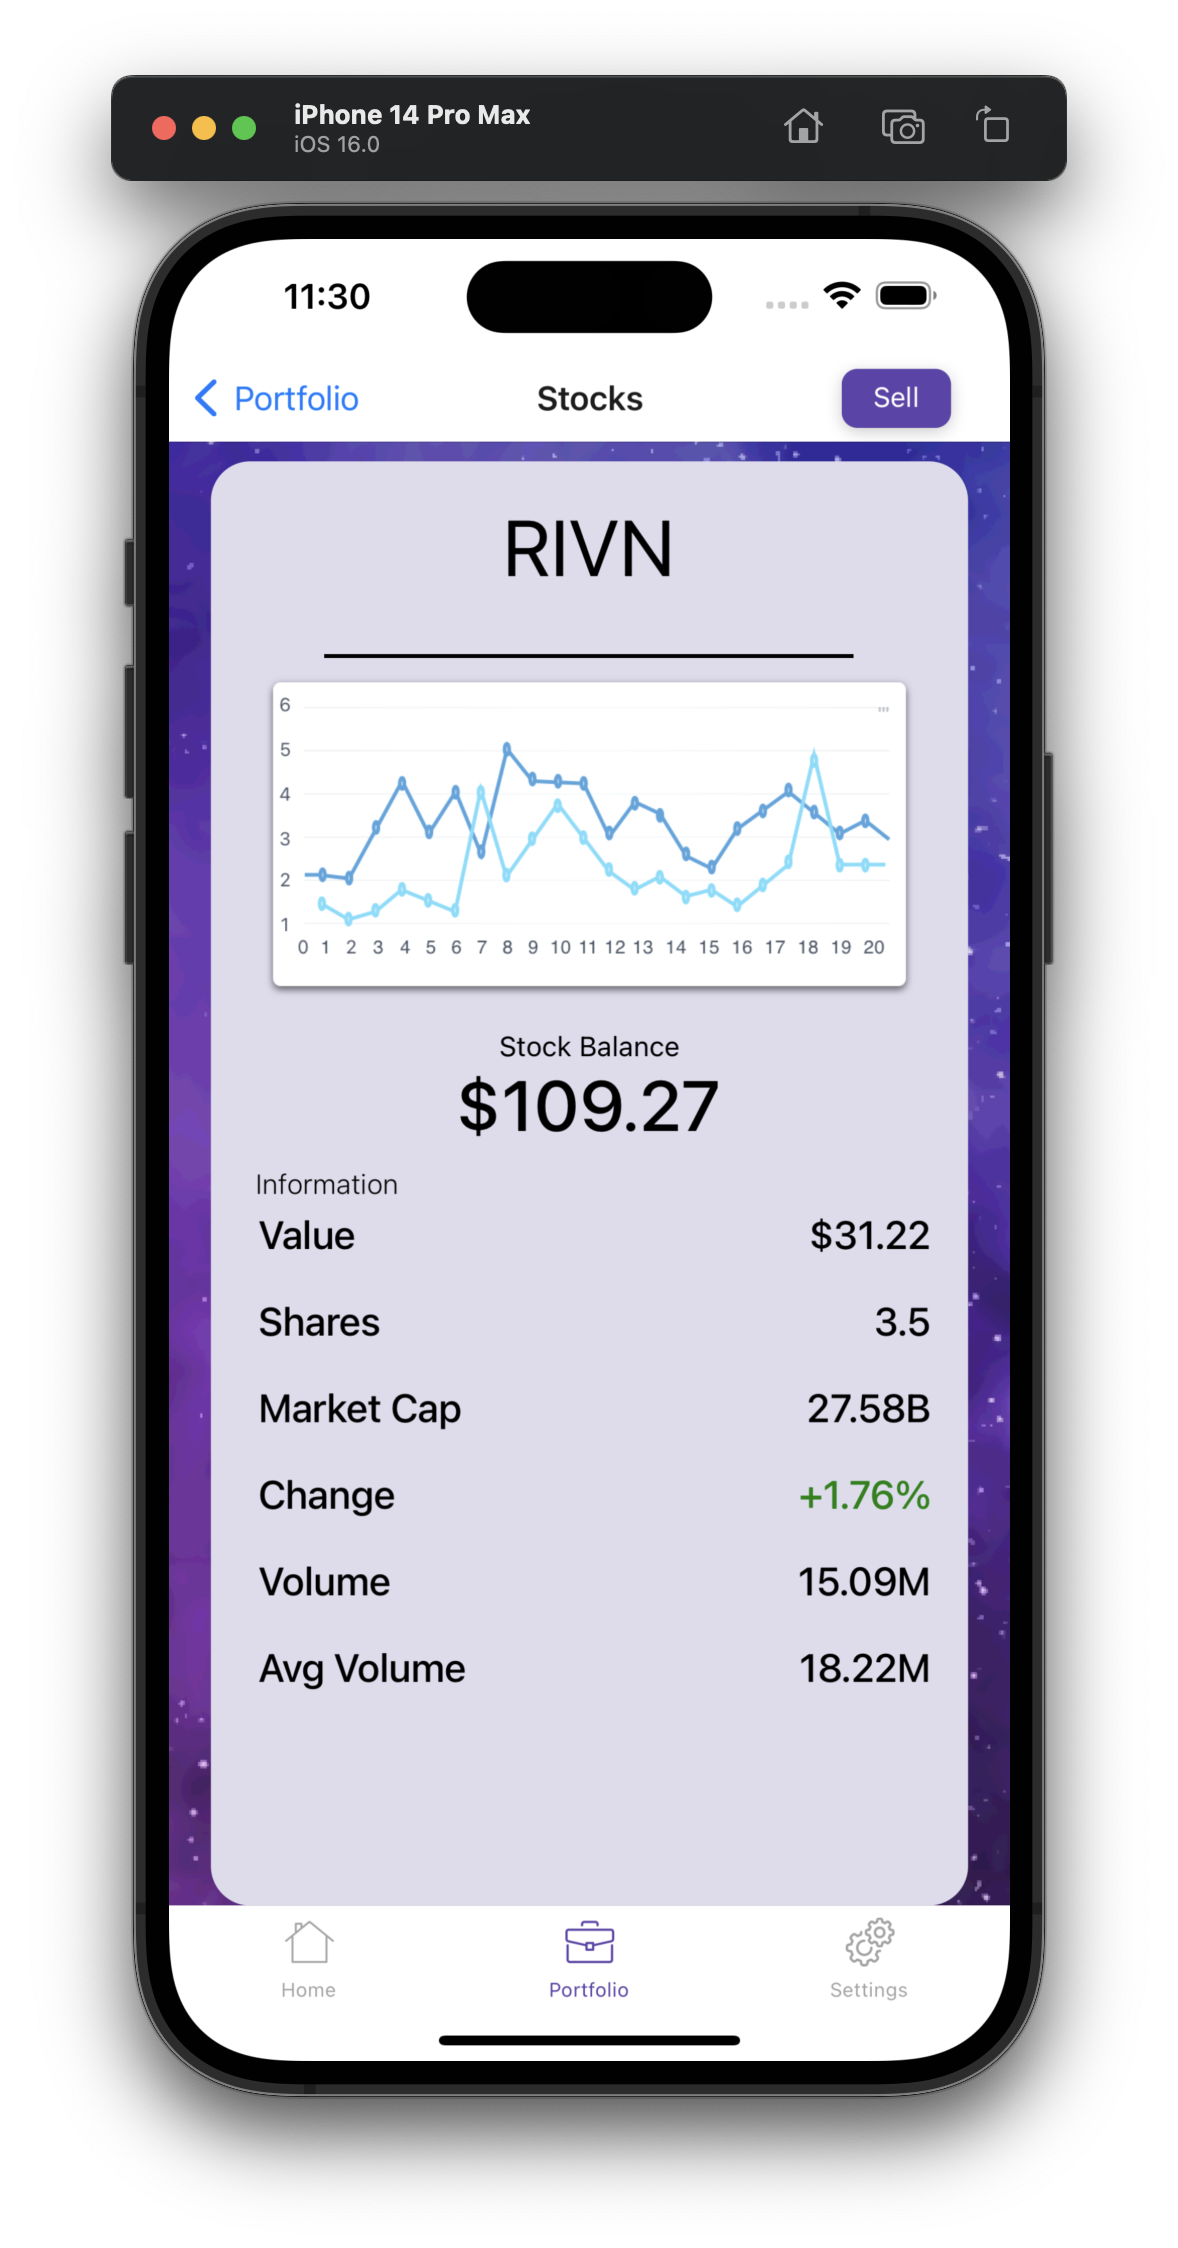 iPhone 14 Pro Max
iOS 16.0
11:30
Portfolio Stocks Sell
RIVN
6
5
4
3
2
1
0 1 2 3 4 5 6 7 8 9 10 11 12 13 14 15 16 17 18 19 20
Stock Balance
$109.27
Information
Value $31.22
Shares 3.5
Market Cap 27.58B
Change +1.76%
Volume 15.09M
Avg Volume 18.22M
Home Portfolio Settings